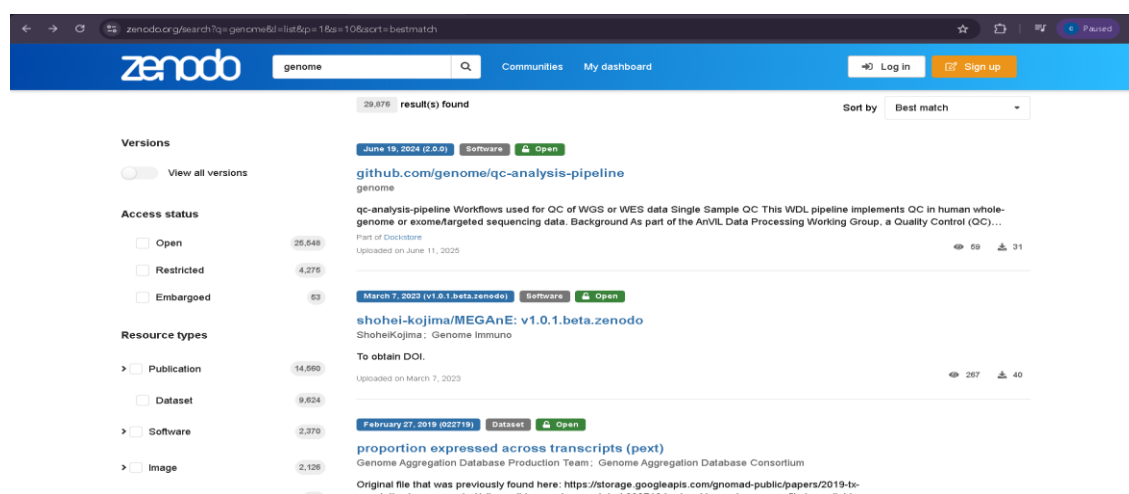 zenodo.org/search?q=genome&l=list&p=1&s=10&sort=bestmatch
Paused
zenodo
genome
Communities
My dashboard
Log in
Sign up
29,876 result(s) found
Sort by
Best match
Versions
View all versions
Access status
Open 25,548
Restricted 4,275
Embargoed 53
Resource types
Publication 14,560
Dataset 9,624
Software 2,370
Image 2,126
June 19, 2024 (2.0.0) Software Open
github.com/genome/qc-analysis-pipeline
genome
qc-analysis-pipeline Workflows used for QC of WGS or WES data Single Sample QC This WDL pipeline implements QC in human whole-
genome or exome/targeted sequencing data. Background As part of the AnVIL Data Processing Working Group, a Quality Control (QC)...
Part of Dockstore
Uploaded on June 11, 2025
59 31
March 7, 2023 (v1.0.1.beta.zenodo) Software Open
shohei-kojima/MEGAnE: v1.0.1.beta.zenodo
ShoheiKojima; Genome Immuno
To obtain DOI.
Uploaded on March 7, 2023
267 40
February 27, 2019 (022719) Dataset Open
proportion expressed across transcripts (pext)
Genome Aggregation Database Production Team; Genome Aggregation Database Consortium
Original file that was previously found here: https://storage.googleapis.com/gnomad-public/papers/2019-tx-